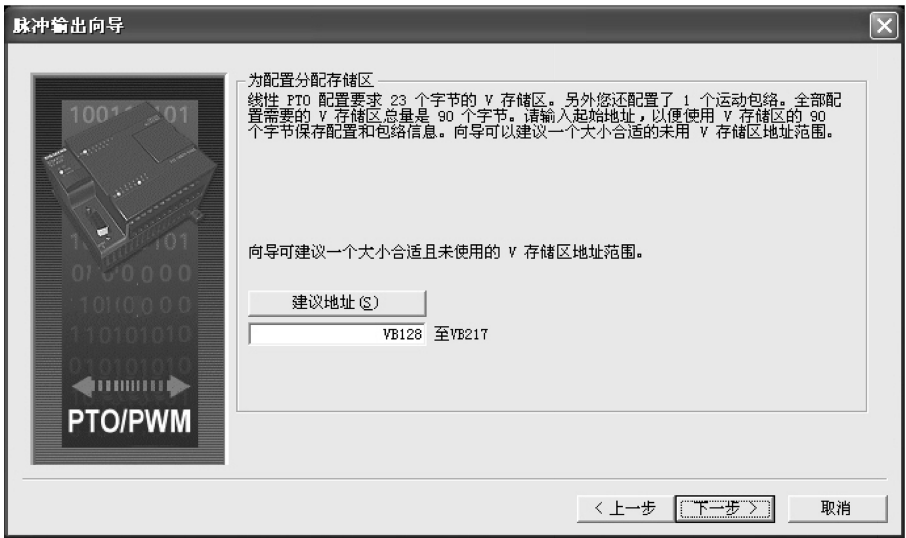 脉冲输出向导
为配置分配存储区
线性 PTO 配置要求 23 个字节的 V 存储区。另外您还配置了 1 个运动包络。全部配
置需要的 V 存储区总量是 90 个字节。请输入起始地址，以便使用 V 存储区的 90
个字节保存配置和包络信息。向导可以建议一个大小合适的未用 V 存储区地址范围。
向导可建议一个大小合适且未使用的 V 存储区地址范围。
建议地址(S)
VB128 至VB217
PTO/PWM
< 上一步 下一步 > 取消